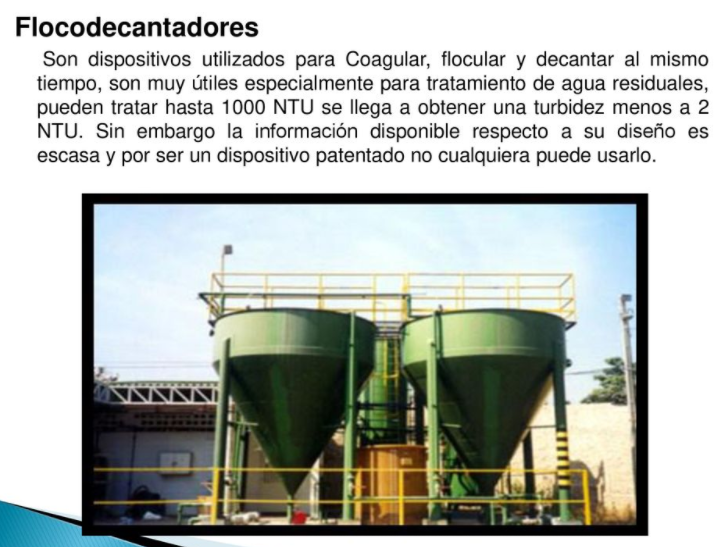 Flocodecantadores
Son dispositivos utilizados para Coagular, flocular y decantar al mismo
tiempo, son muy útiles especialmente para tratamiento de agua residuales,
pueden tratar hasta 1000 NTU se llega a obtener una turbidez menos a 2
NTU. Sin embargo la información disponible respecto a su diseño es
escasa y por ser un dispositivo patentado no cualquiera puede usarlo.